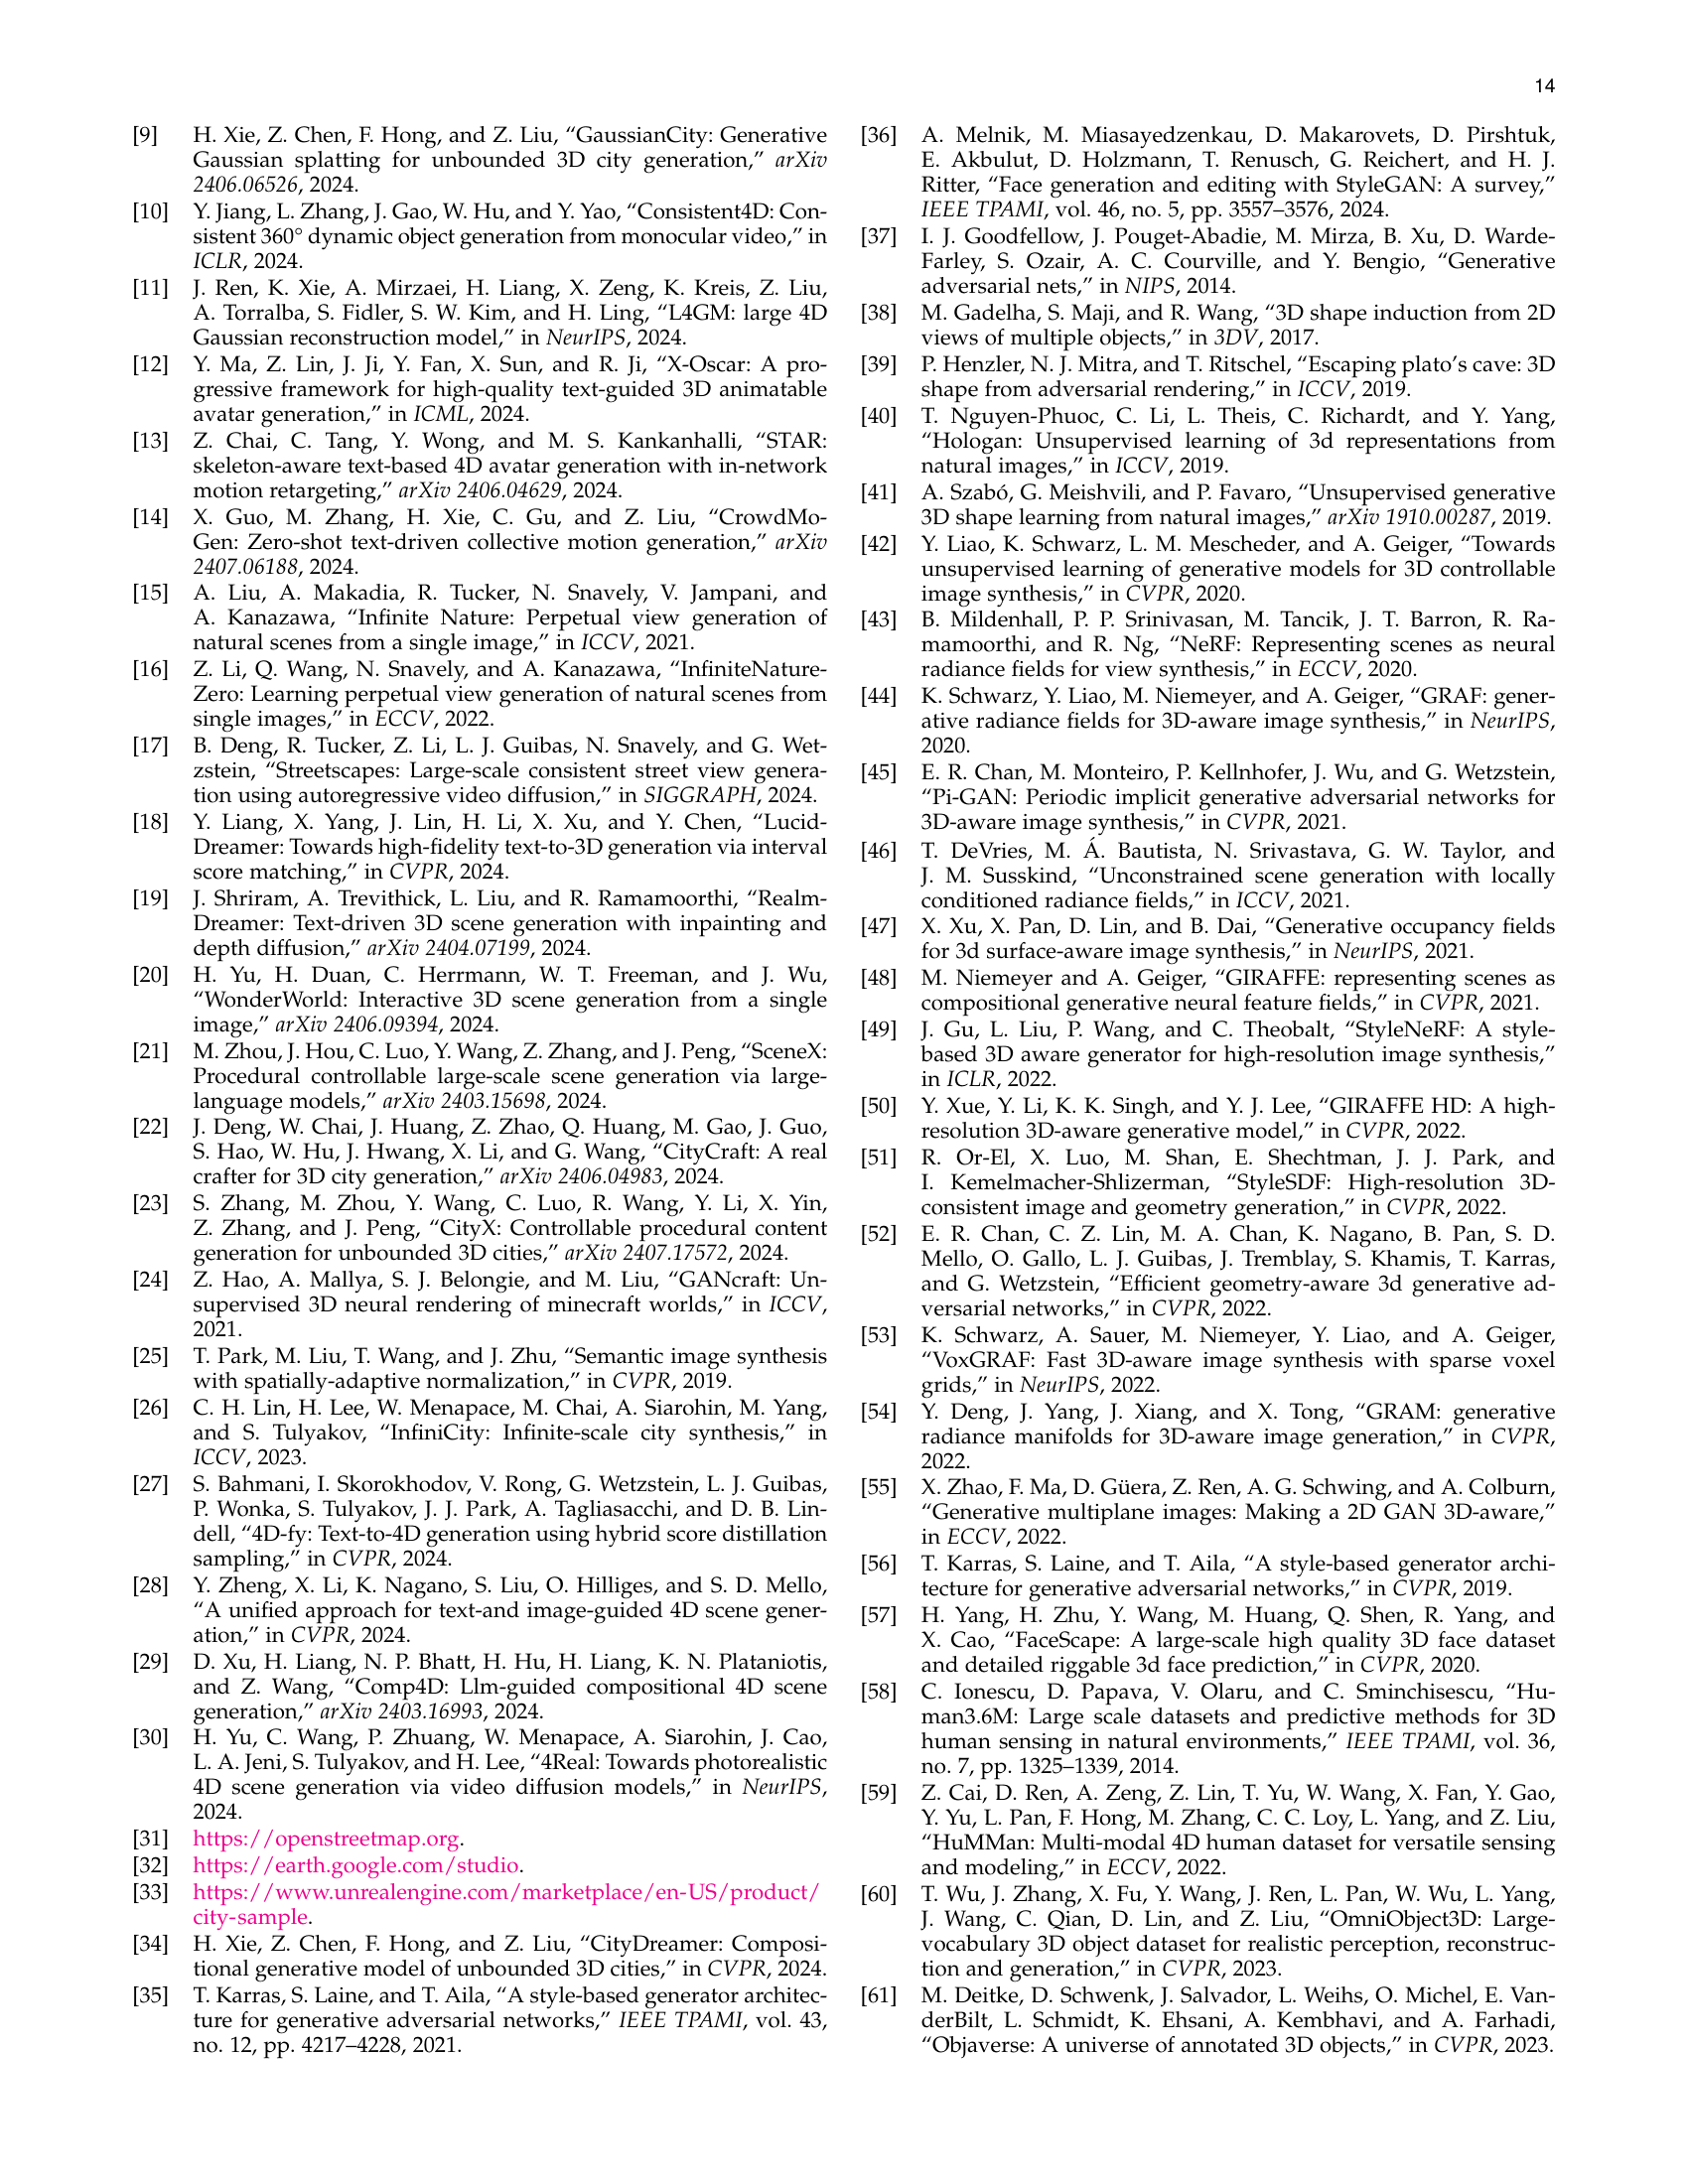 14
[9] H. Xie, Z. Chen, F. Hong, and Z. Liu, “GaussianCity: Generative
Gaussian splatting for unbounded 3D city generation,” arXiv
2406.06526, 2024.
[10] Y. Jiang, L. Zhang, J. Gao, W. Hu, and Y. Yao, “Consistent4D: Con-
sistent 360° dynamic object generation from monocular video,” in
ICLR, 2024.
[11] J. Ren, K. Xie, A. Mirzaei, H. Liang, X. Zeng, K. Kreis, Z. Liu,
A. Torralba, S. Fidler, S. W. Kim, and H. Ling, “L4GM: large 4D
Gaussian reconstruction model,” in NeurIPS, 2024.
[12] Y. Ma, Z. Lin, J. Ji, Y. Fan, X. Sun, and R. Ji, “X-Oscar: A pro-
gressive framework for high-quality text-guided 3D animatable
avatar generation,” in ICML, 2024.
[13] Z. Chai, C. Tang, Y. Wong, and M. S. Kankanhalli, “STAR:
skeleton-aware text-based 4D avatar generation with in-network
motion retargeting,” arXiv 2406.04629, 2024.
[14] X. Guo, M. Zhang, H. Xie, C. Gu, and Z. Liu, “CrowdMo-
Gen: Zero-shot text-driven collective motion generation,” arXiv
2407.06188, 2024.
[15] A. Liu, A. Makadia, R. Tucker, N. Snavely, V. Jampani, and
A. Kanazawa, “Infinite Nature: Perpetual view generation of
natural scenes from a single image,” in ICCV, 2021.
[16] Z. Li, Q. Wang, N. Snavely, and A. Kanazawa, “InfiniteNature-
Zero: Learning perpetual view generation of natural scenes from
single images,” in ECCV, 2022.
[17] B. Deng, R. Tucker, Z. Li, L. J. Guibas, N. Snavely, and G. Wet-
zstein, “Streetscapes: Large-scale consistent street view genera-
tion using autoregressive video diffusion,” in SIGGRAPH, 2024.
[18] Y. Liang, X. Yang, J. Lin, H. Li, X. Xu, and Y. Chen, “Lucid-
Dreamer: Towards high-fidelity text-to-3D generation via interval
score matching,” in CVPR, 2024.
[19] J. Shriram, A. Trevithick, L. Liu, and R. Ramamoorthi, “Realm-
Dreamer: Text-driven 3D scene generation with inpainting and
depth diffusion,” arXiv 2404.07199, 2024.
[20] H. Yu, H. Duan, C. Herrmann, W. T. Freeman, and J. Wu,
“WonderWorld: Interactive 3D scene generation from a single
image,” arXiv 2406.09394, 2024.
[21] M. Zhou, J. Hou, C. Luo, Y. Wang, Z. Zhang, and J. Peng, “SceneX:
Procedural controllable large-scale scene generation via large-
language models,” arXiv 2403.15698, 2024.
[22] J. Deng, W. Chai, J. Huang, Z. Zhao, Q. Huang, M. Gao, J. Guo,
S. Hao, W. Hu, J. Hwang, X. Li, and G. Wang, “CityCraft: A real
crafter for 3D city generation,” arXiv 2406.04983, 2024.
[23] S. Zhang, M. Zhou, Y. Wang, C. Luo, R. Wang, Y. Li, X. Yin,
Z. Zhang, and J. Peng, “CityX: Controllable procedural content
generation for unbounded 3D cities,” arXiv 2407.17572, 2024.
[24] Z. Hao, A. Mallya, S. J. Belongie, and M. Liu, “GANcraft: Un-
supervised 3D neural rendering of minecraft worlds,” in ICCV,
2021.
[25] T. Park, M. Liu, T. Wang, and J. Zhu, “Semantic image synthesis
with spatially-adaptive normalization,” in CVPR, 2019.
[26] C. H. Lin, H. Lee, W. Menapace, M. Chai, A. Siarohin, M. Yang,
and S. Tulyakov, “InfiniCity: Infinite-scale city synthesis,” in
ICCV, 2023.
[27] S. Bahmani, I. Skorokhodov, V. Rong, G. Wetzstein, L. J. Guibas,
P. Wonka, S. Tulyakov, J. J. Park, A. Tagliasacchi, and D. B. Lin-
dell, “4D-fy: Text-to-4D generation using hybrid score distillation
sampling,” in CVPR, 2024.
[28] Y. Zheng, X. Li, K. Nagano, S. Liu, O. Hilliges, and S. D. Mello,
“A unified approach for text-and image-guided 4D scene gener-
ation,” in CVPR, 2024.
[29] D. Xu, H. Liang, N. P. Bhatt, H. Hu, H. Liang, K. N. Plataniotis,
and Z. Wang, “Comp4D: Llm-guided compositional 4D scene
generation,” arXiv 2403.16993, 2024.
[30] H. Yu, C. Wang, P. Zhuang, W. Menapace, A. Siarohin, J. Cao,
L. A. Jeni, S. Tulyakov, and H. Lee, “4Real: Towards photorealistic
4D scene generation via video diffusion models,” in NeurIPS,
2024.
[31] https://openstreetmap.org.
[32] https://earth.google.com/studio.
[33] https://www.unrealengine.com/marketplace/en-US/product/
city-sample.
[34] H. Xie, Z. Chen, F. Hong, and Z. Liu, “CityDreamer: Composi-
tional generative model of unbounded 3D cities,” in CVPR, 2024.
[35] T. Karras, S. Laine, and T. Aila, “A style-based generator architec-
ture for generative adversarial networks,” IEEE TPAMI, vol. 43,
no. 12, pp. 4217–4228, 2021.
[36] A. Melnik, M. Miasayedzenkau, D. Makarovets, D. Pirshtuk,
E. Akbulut, D. Holzmann, T. Renusch, G. Reichert, and H. J.
Ritter, “Face generation and editing with StyleGAN: A survey,”
IEEE TPAMI, vol. 46, no. 5, pp. 3557–3576, 2024.
[37] I. J. Goodfellow, J. Pouget-Abadie, M. Mirza, B. Xu, D. Warde-
Farley, S. Ozair, A. C. Courville, and Y. Bengio, “Generative
adversarial nets,” in NIPS, 2014.
[38] M. Gadelha, S. Maji, and R. Wang, “3D shape induction from 2D
views of multiple objects,” in 3DV, 2017.
[39] P. Henzler, N. J. Mitra, and T. Ritschel, “Escaping plato’s cave: 3D
shape from adversarial rendering,” in ICCV, 2019.
[40] T. Nguyen-Phuoc, C. Li, L. Theis, C. Richardt, and Y. Yang,
“Hologan: Unsupervised learning of 3d representations from
natural images,” in ICCV, 2019.
[41] A. Szabó, G. Meishvili, and P. Favaro, “Unsupervised generative
3D shape learning from natural images,” arXiv 1910.00287, 2019.
[42] Y. Liao, K. Schwarz, L. M. Mescheder, and A. Geiger, “Towards
unsupervised learning of generative models for 3D controllable
image synthesis,” in CVPR, 2020.
[43] B. Mildenhall, P. P. Srinivasan, M. Tancik, J. T. Barron, R. Ra-
mamoorthi, and R. Ng, “NeRF: Representing scenes as neural
radiance fields for view synthesis,” in ECCV, 2020.
[44] K. Schwarz, Y. Liao, M. Niemeyer, and A. Geiger, “GRAF: gener-
ative radiance fields for 3D-aware image synthesis,” in NeurIPS,
2020.
[45] E. R. Chan, M. Monteiro, P. Kellnhofer, J. Wu, and G. Wetzstein,
“Pi-GAN: Periodic implicit generative adversarial networks for
3D-aware image synthesis,” in CVPR, 2021.
[46] T. DeVries, M. Á. Bautista, N. Srivastava, G. W. Taylor, and
J. M. Susskind, “Unconstrained scene generation with locally
conditioned radiance fields,” in ICCV, 2021.
[47] X. Xu, X. Pan, D. Lin, and B. Dai, “Generative occupancy fields
for 3d surface-aware image synthesis,” in NeurIPS, 2021.
[48] M. Niemeyer and A. Geiger, “GIRAFFE: representing scenes as
compositional generative neural feature fields,” in CVPR, 2021.
[49] J. Gu, L. Liu, P. Wang, and C. Theobalt, “StyleNeRF: A style-
based 3D aware generator for high-resolution image synthesis,”
in ICLR, 2022.
[50] Y. Xue, Y. Li, K. K. Singh, and Y. J. Lee, “GIRAFFE HD: A high-
resolution 3D-aware generative model,” in CVPR, 2022.
[51] R. Or-El, X. Luo, M. Shan, E. Shechtman, J. J. Park, and
I. Kemelmacher-Shlizerman, “StyleSDF: High-resolution 3D-
consistent image and geometry generation,” in CVPR, 2022.
[52] E. R. Chan, C. Z. Lin, M. A. Chan, K. Nagano, B. Pan, S. D.
Mello, O. Gallo, L. J. Guibas, J. Tremblay, S. Khamis, T. Karras,
and G. Wetzstein, “Efficient geometry-aware 3d generative ad-
versarial networks,” in CVPR, 2022.
[53] K. Schwarz, A. Sauer, M. Niemeyer, Y. Liao, and A. Geiger,
“VoxGRAF: Fast 3D-aware image synthesis with sparse voxel
grids,” in NeurIPS, 2022.
[54] Y. Deng, J. Yang, J. Xiang, and X. Tong, “GRAM: generative
radiance manifolds for 3D-aware image generation,” in CVPR,
2022.
[55] X. Zhao, F. Ma, D. Güera, Z. Ren, A. G. Schwing, and A. Colburn,
“Generative multiplane images: Making a 2D GAN 3D-aware,”
in ECCV, 2022.
[56] T. Karras, S. Laine, and T. Aila, “A style-based generator archi-
tecture for generative adversarial networks,” in CVPR, 2019.
[57] H. Yang, H. Zhu, Y. Wang, M. Huang, Q. Shen, R. Yang, and
X. Cao, “FaceScape: A large-scale high quality 3D face dataset
and detailed riggable 3d face prediction,” in CVPR, 2020.
[58] C. Ionescu, D. Papava, V. Olaru, and C. Sminchisescu, “Hu-
man3.6M: Large scale datasets and predictive methods for 3D
human sensing in natural environments,” IEEE TPAMI, vol. 36,
no. 7, pp. 1325–1339, 2014.
[59] Z. Cai, D. Ren, A. Zeng, Z. Lin, T. Yu, W. Wang, X. Fan, Y. Gao,
Y. Yu, L. Pan, F. Hong, M. Zhang, C. C. Loy, L. Yang, and Z. Liu,
“HuMMan: Multi-modal 4D human dataset for versatile sensing
and modeling,” in ECCV, 2022.
[60] T. Wu, J. Zhang, X. Fu, Y. Wang, J. Ren, L. Pan, W. Wu, L. Yang,
J. Wang, C. Qian, D. Lin, and Z. Liu, “OmniObject3D: Large-
vocabulary 3D object dataset for realistic perception, reconstruc-
tion and generation,” in CVPR, 2023.
[61] M. Deitke, D. Schwenk, J. Salvador, L. Weihs, O. Michel, E. Van-
derBilt, L. Schmidt, K. Ehsani, A. Kembhavi, and A. Farhadi,
“Objaverse: A universe of annotated 3D objects,” in CVPR, 2023.